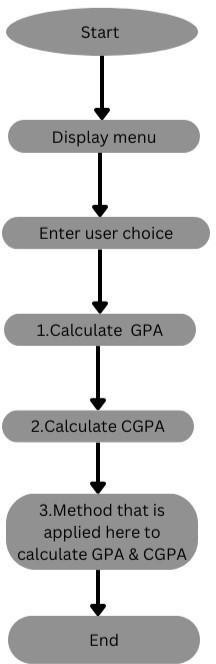 Start
Display menu
Enter user choice
1.Calculate GPA
2.Calculate CGPA
3.Method that is
applied here to
calculate GPA & CGPA
End